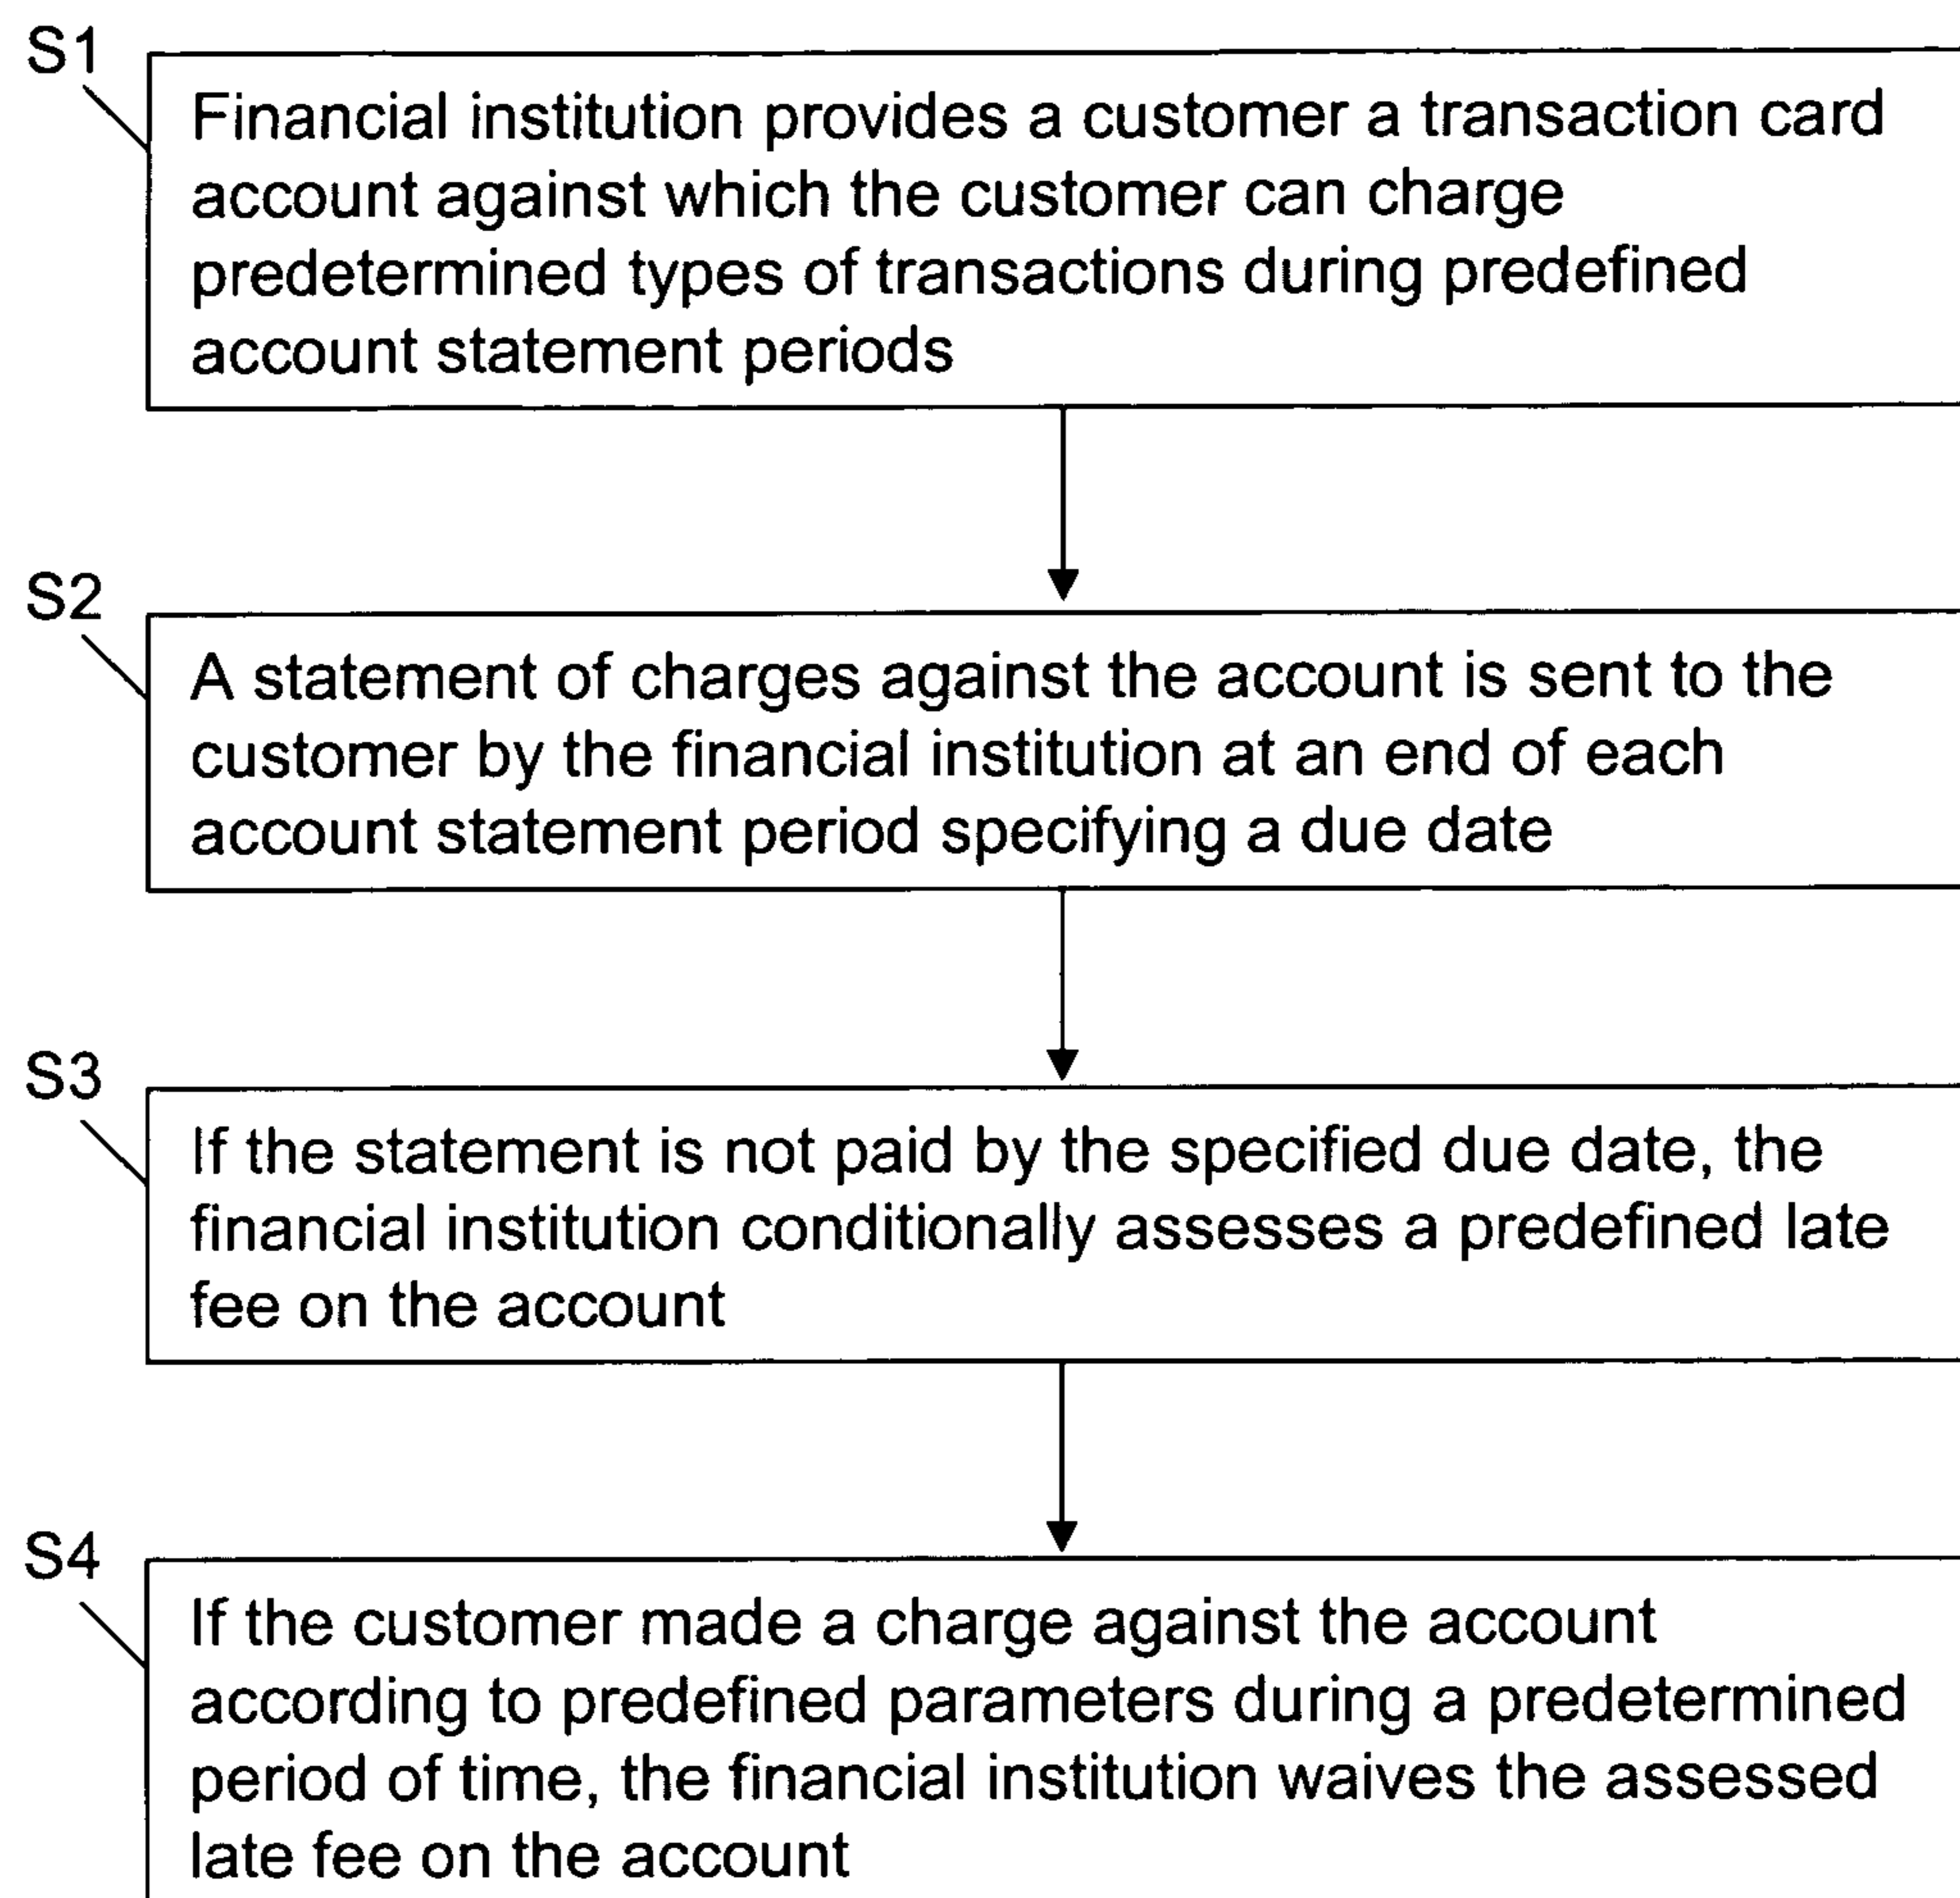 S1
Financial institution provides a customer a transaction card
account against which the customer can charge
predetermined types of transactions during predefined
account statement periods
S2
A statement of charges against the account is sent to the
customer by the financial institution at an end of each
account statement period specifying a due date
S3
If the statement is not paid by the specified due date, the
financial institution conditionally assesses a predefined late
fee on the account
S4
If the customer made a charge against the account
according to predefined parameters during a predetermined
period of time, the financial institution waives the assessed
late fee on the account